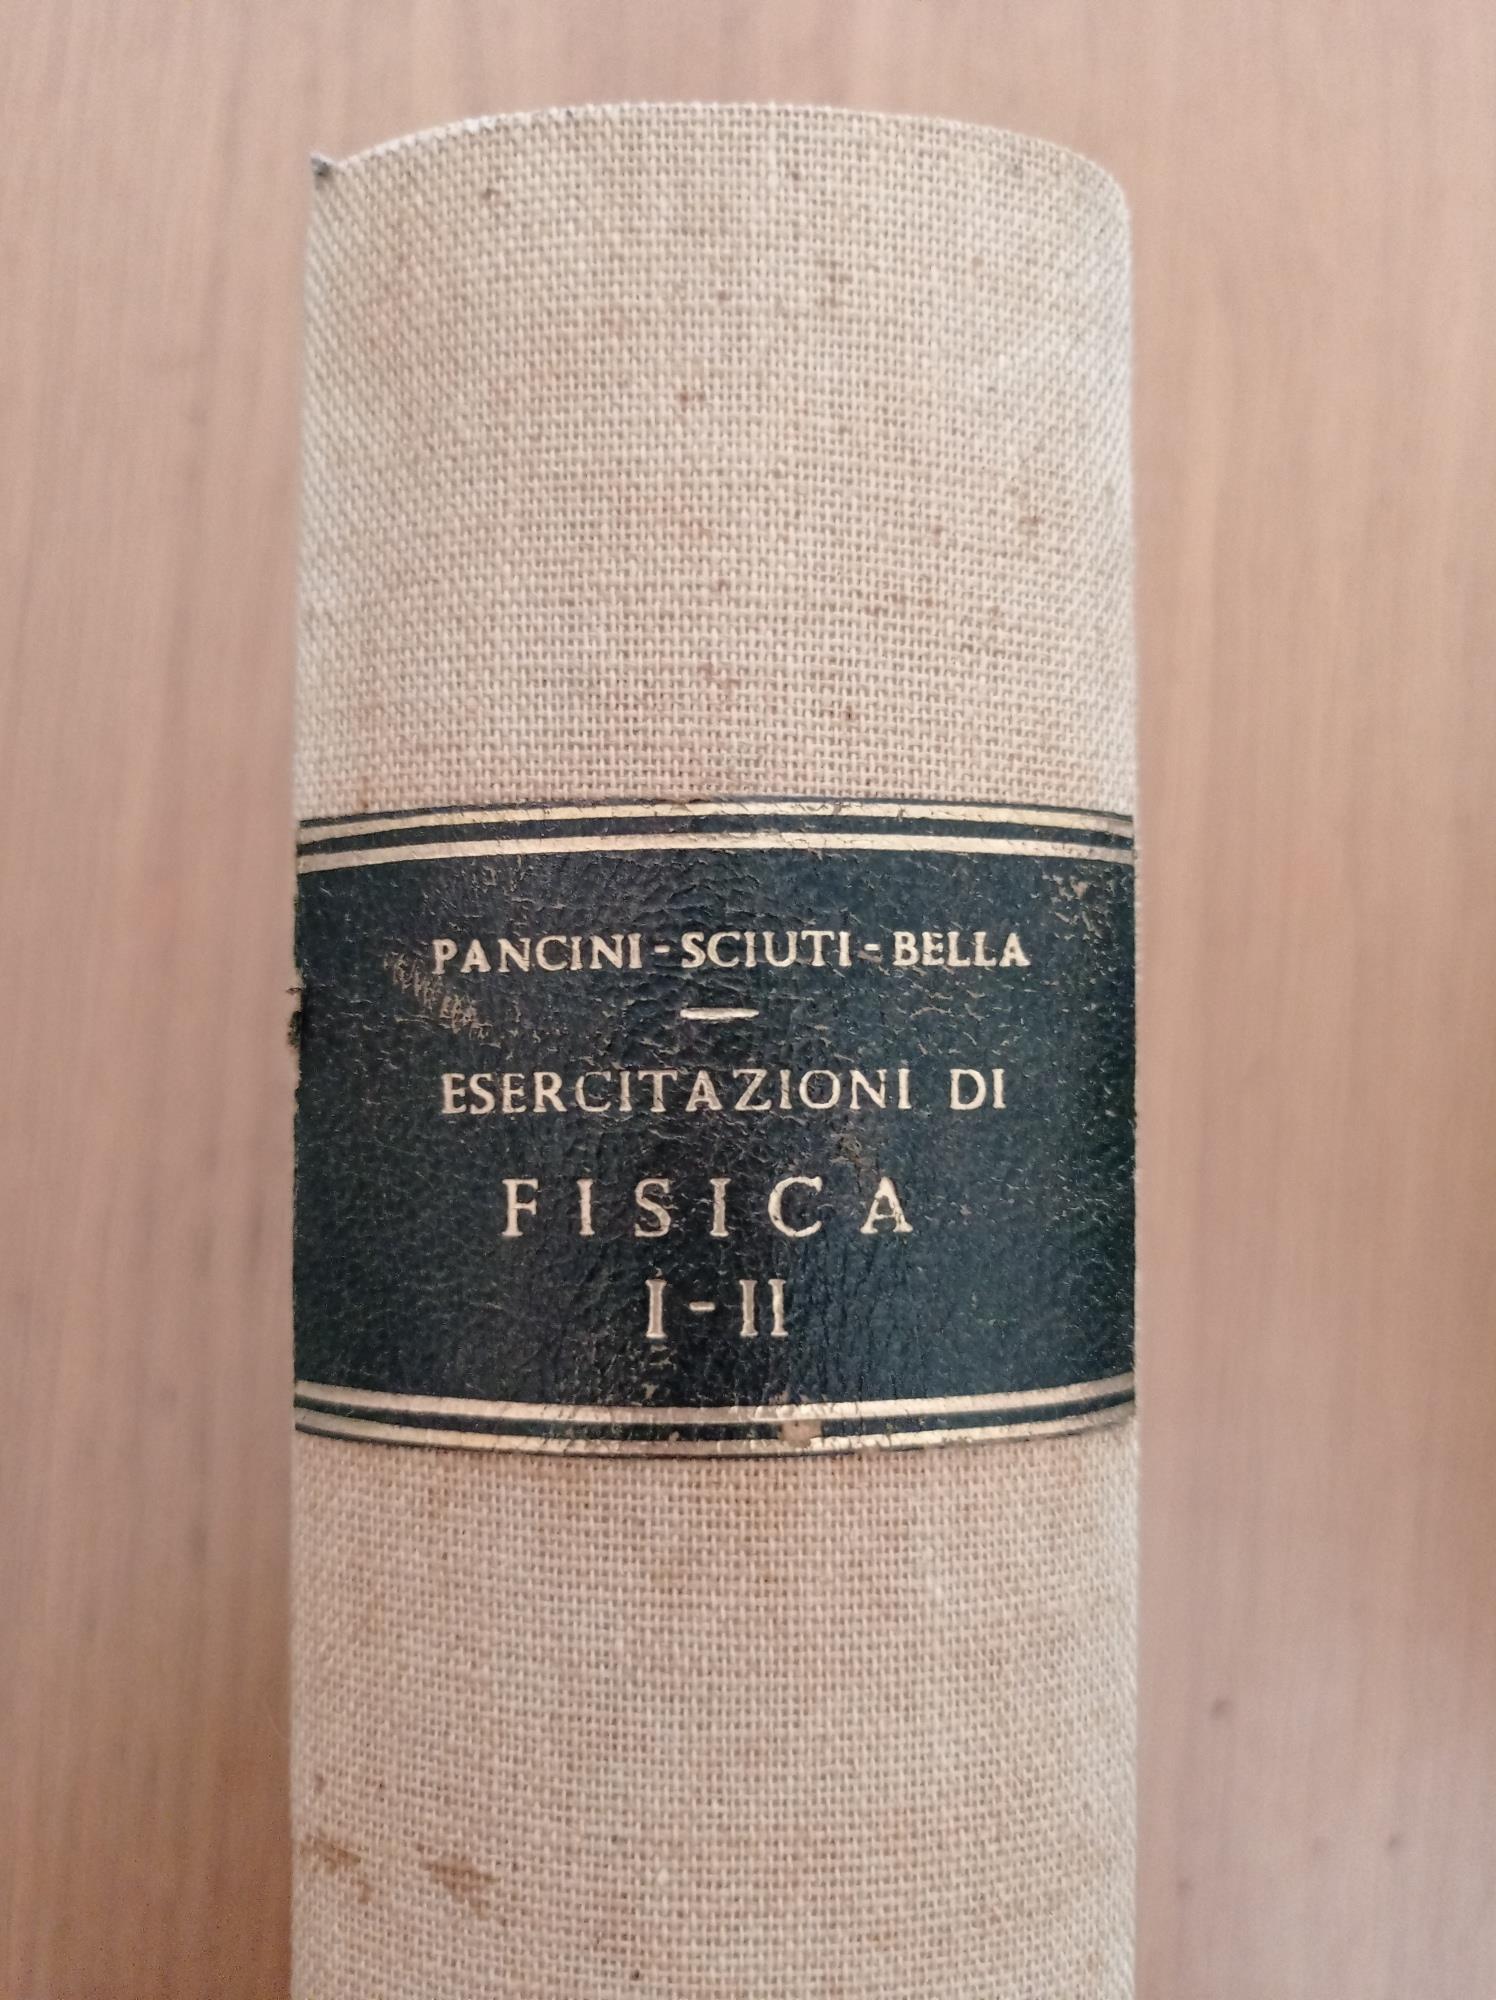 PANCINI-SCIUTI-BELLA
ESERCITAZIONI DI
FISICA
I-II